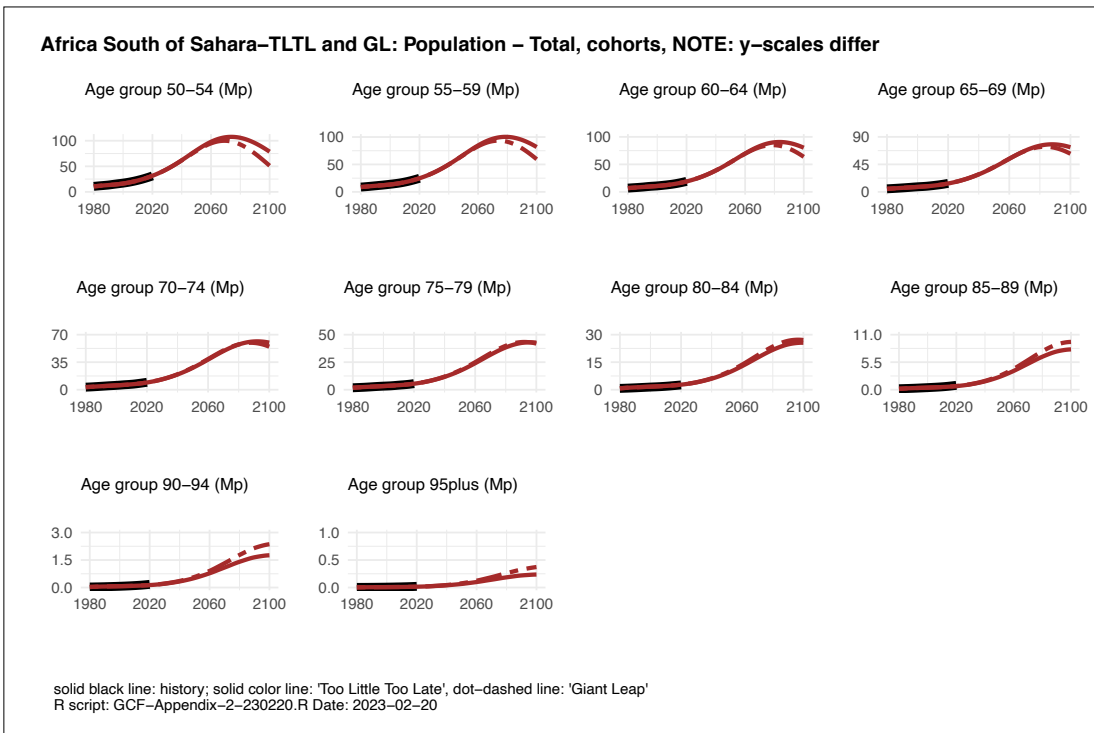 Africa South of Sahara−TLTL and GL: Population − Total, cohorts, NOTE: y−scales differ
Age group 50−54 (Mp)
100
50
0
1980 2020 2060 2100
Age group 55−59 (Mp)
100
50
0
1980 2020 2060 2100
Age group 60−64 (Mp)
100
50
0
1980 2020 2060 2100
Age group 65−69 (Mp)
90
45
0
1980 2020 2060 2100
Age group 70−74 (Mp)
70
35
0
1980 2020 2060 2100
Age group 75−79 (Mp)
50
25
0
1980 2020 2060 2100
Age group 80−84 (Mp)
30
15
0
1980 2020 2060 2100
Age group 85−89 (Mp)
11.0
5.5
0.0
1980 2020 2060 2100
Age group 90−94 (Mp)
3.0
1.5
0.0
1980 2020 2060 2100
Age group 95plus (Mp)
1.0
0.5
0.0
1980 2020 2060 2100
solid black line: history; solid color line: 'Too Little Too Late', dot−dashed line: 'Giant Leap'
R script: GCF−Appendix−2−230220.R Date: 2023−02−20